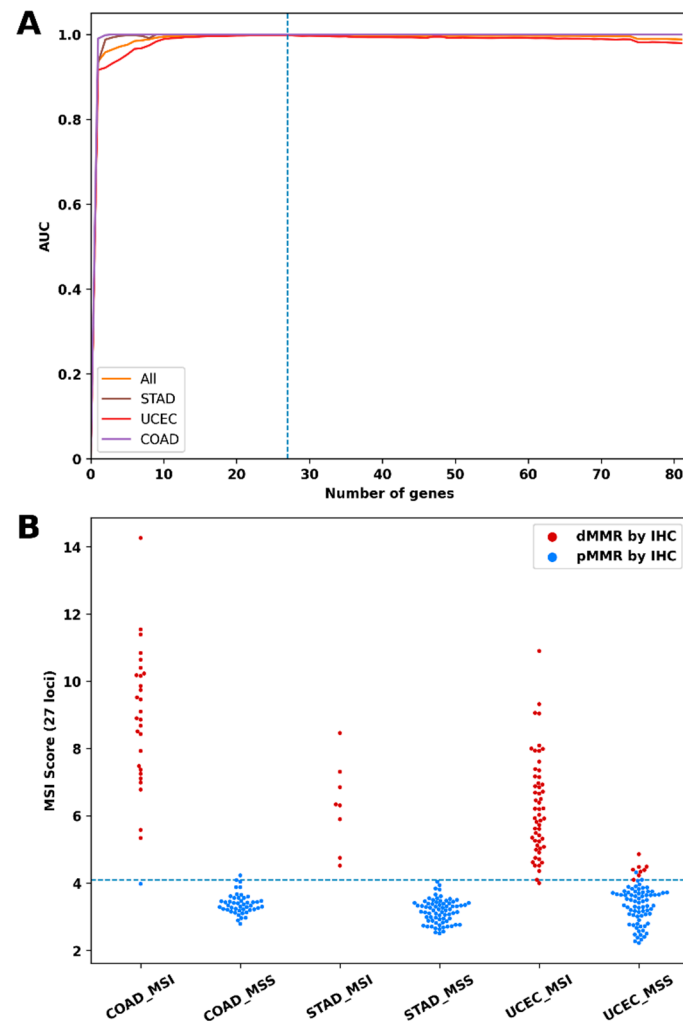 A
1.0
0.8
0.6
0.4
0.2
0
AUC
All
STAD
UCEC
COAD
0 10 20 30 40 50 60 70 80
Number of genes
B
14
12
10
8
6
4
2
MSI Score (27 loci)
dMMR by IHC
pMMR by IHC
COAD_MSI COAD_MSS STAD_MSI STAD_MSS UCEC_MSI UCEC_MSS